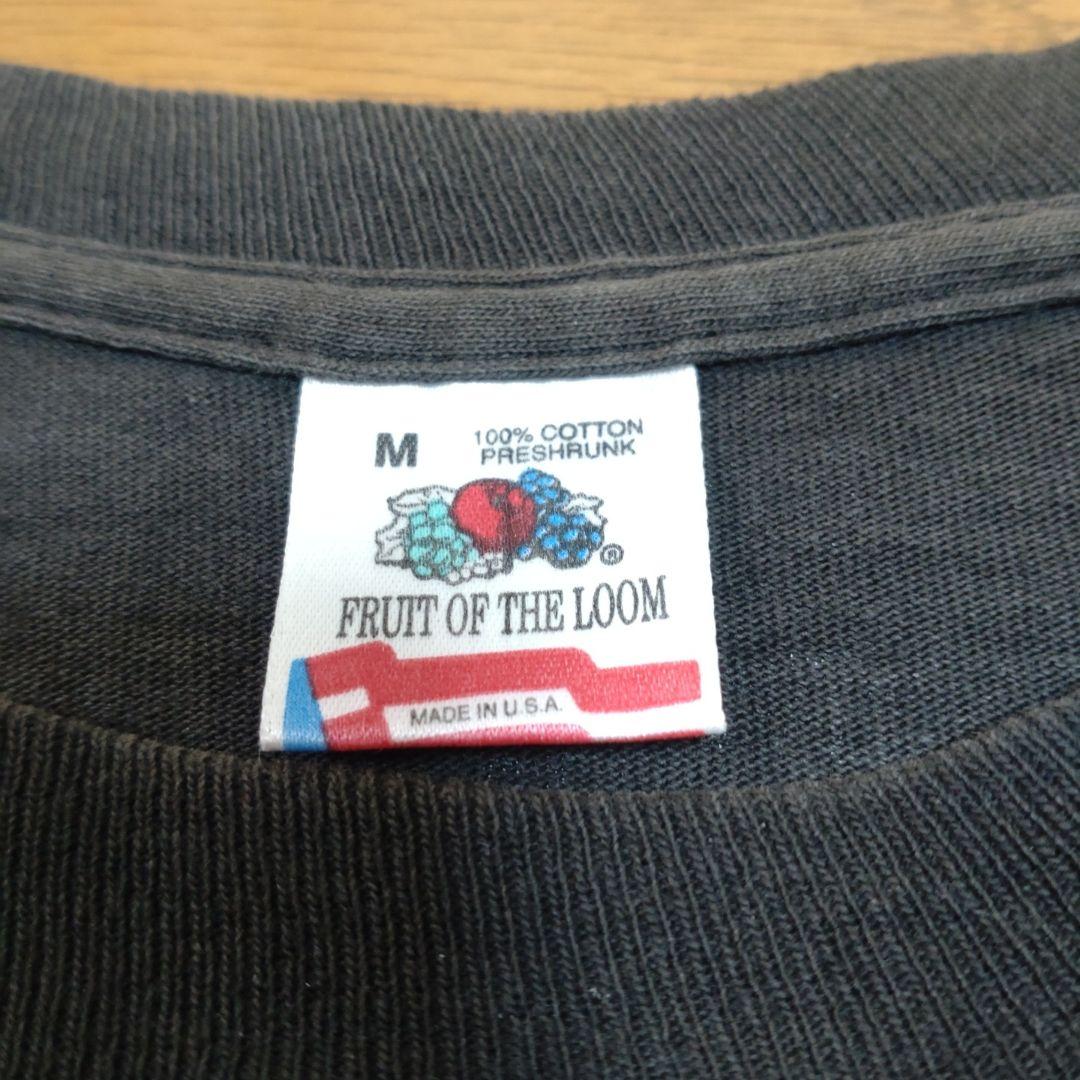 M
100% COTTON
PRESHRUNK
®
FRUIT OF THE LOOM
MADE IN U.S.A.